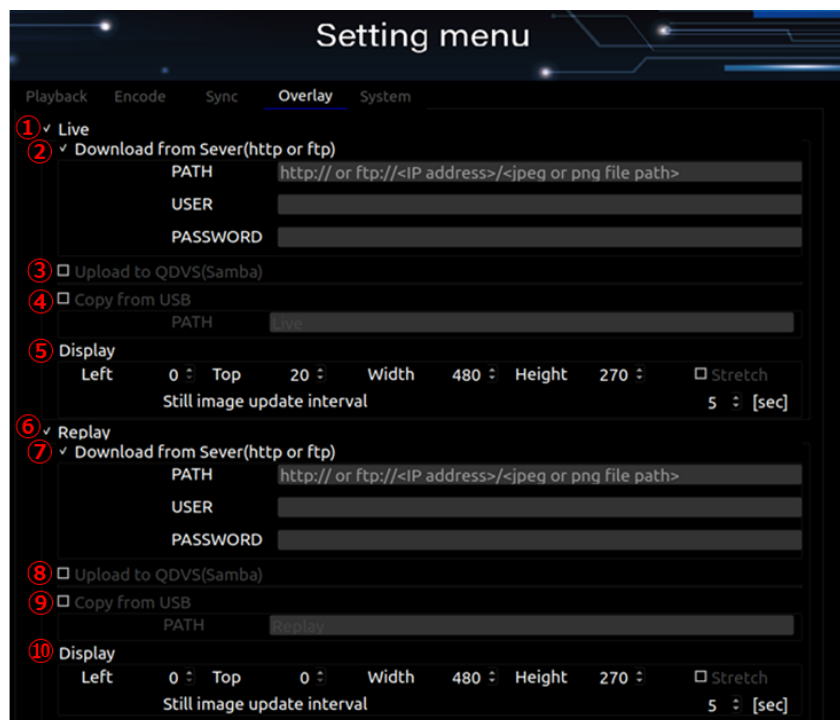 Setting menu
Playback Encode Sync Overlay System
① Live
② Download from Sever(http or ftp)
PATH http:// or ftp://<IP address>/<jpeg or png file path>
USER
PASSWORD
③ Upload to QDVS(Samba)
④ Copy from USB
PATH Live
⑤ Display
Left 0 Top 20 Width 480 Height 270 Stretch
Still image update interval 5 [sec]
⑥ Replay
⑦ Download from Sever(http or ftp)
PATH http:// or ftp://<IP address>/<jpeg or png file path>
USER
PASSWORD
⑧ Upload to QDVS(Samba)
⑨ Copy from USB
PATH Replay
⑩ Display
Left 0 Top 0 Width 480 Height 270 Stretch
Still image update interval 5 [sec]